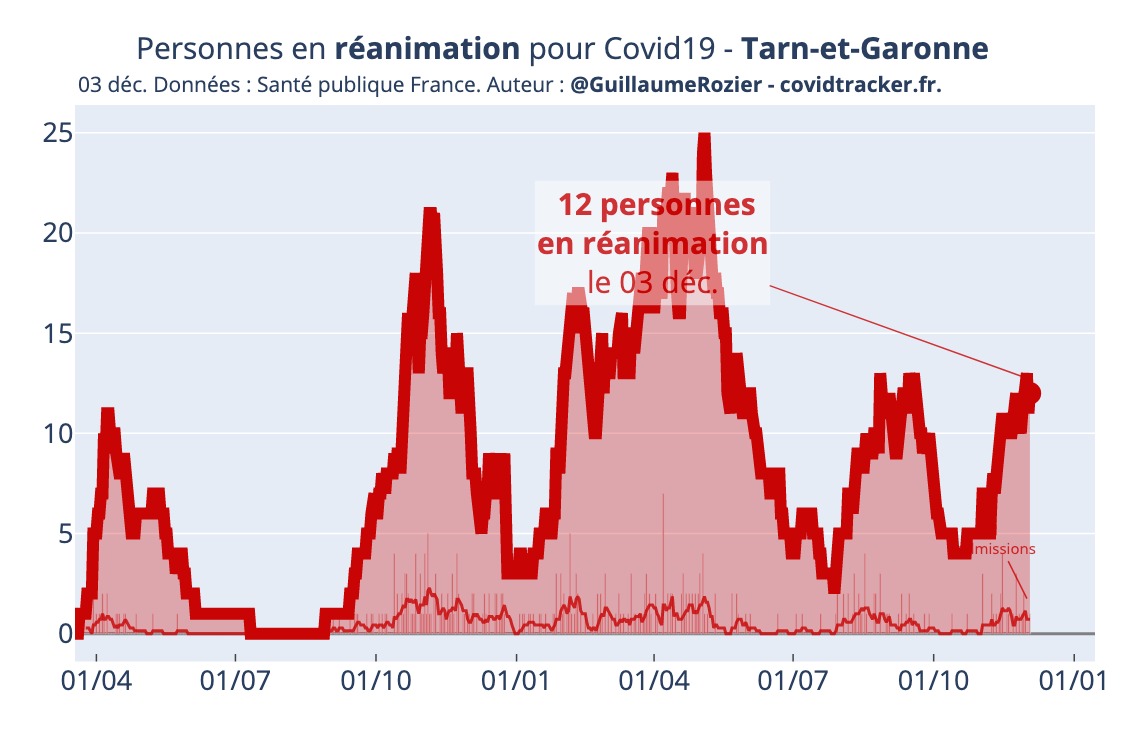 Personnes en réanimation pour Covid19 - Tarn-et-Garonne
03 déc. Données : Santé publique France. Auteur : @GuillaumeRozier - covidtracker.fr.
25
20
15
10
5
0
12 personnes
en réanimation
le 03 déc.
01/04
01/07
01/10
01/01
01/04
01/07
01/10
01/01